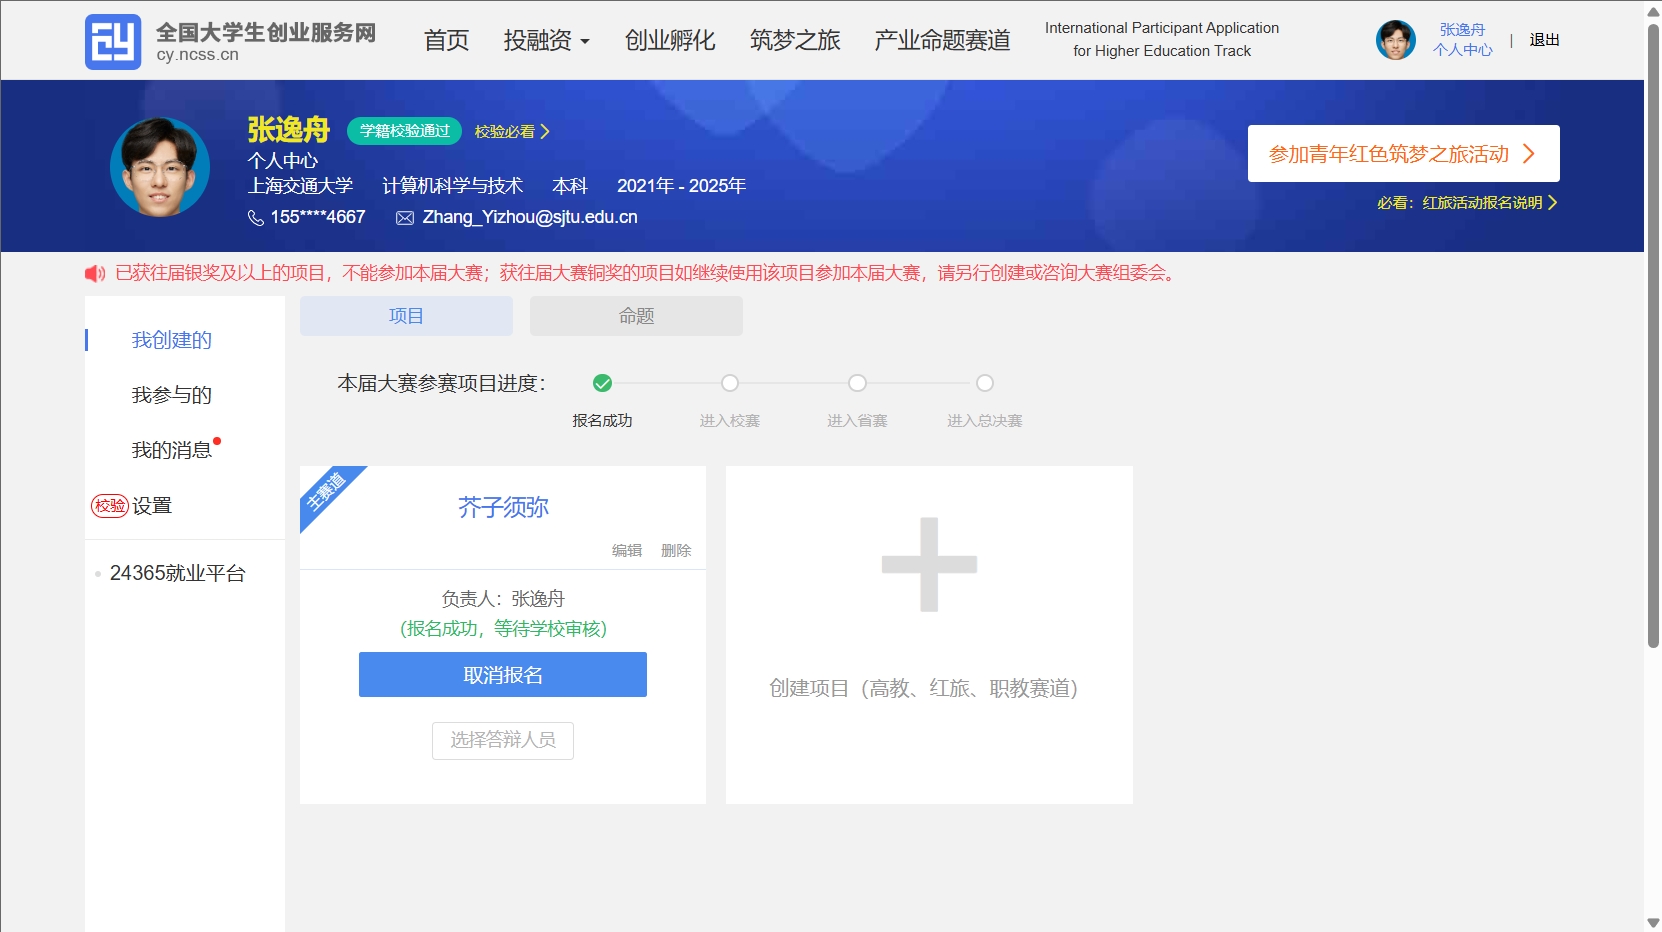 全国大学生创业服务网
cy.ncss.cn
首页
投融资
创业孵化
筑梦之旅
产业命题赛道
International Participant Application
for Higher Education Track
张逸舟
个人中心
|
退出
张逸舟
学籍校验通过
校验必看
个人中心
上海交通大学 计算机科学与技术 本科 2021年 - 2025年
155****4667
Zhang_Yizhou@sjtu.edu.cn
参加青年红色筑梦之旅活动
必看：红旅活动报名说明
已获往届银奖及以上的项目，不能参加本届大赛；获往届大赛铜奖的项目如继续使用该项目参加本届大赛，请另行创建或咨询大赛组委会。
我创建的
我参与的
我的消息
校验 设置
24365就业平台
项目
命题
本届大赛参赛项目进度：
报名成功
进入校赛
进入省赛
进入总决赛
主赛道
芥子须弥
编辑
删除
负责人：张逸舟
（报名成功，等待学校审核）
取消报名
选择答辩人员
创建项目（高教、红旅、职教赛道）